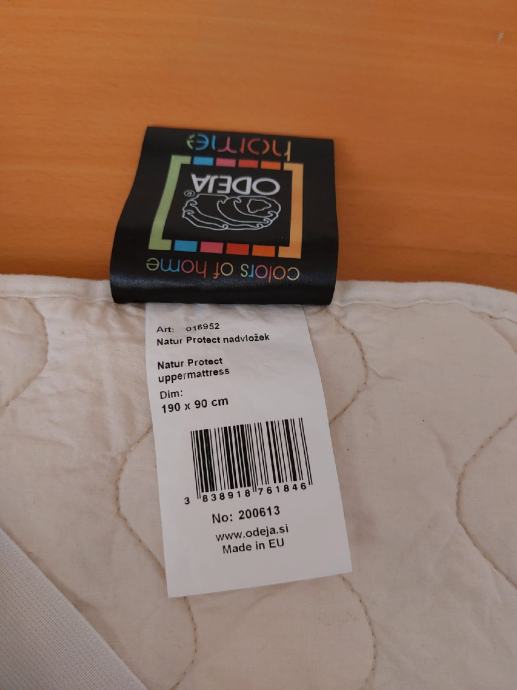 home
ODEJA
®
colors of home
Art: 016952
Natur Protect nadvložek
Natur Protect
uppermattress
Dim:
190 x 90 cm
3 838918 761846
No: 200613
www.odeja.si
Made in EU